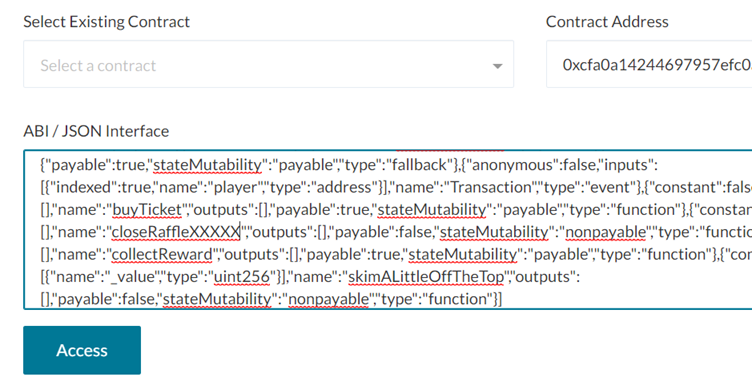 Select Existing Contract
Contract Address
Select a contract
0xcfa0a14244697957efc0
ABI / JSON Interface
{"payable":true,"stateMutability":"payable","type":"fallback"},{"anonymous":false,"inputs":
[{"indexed":true,"name":"player","type":"address"}],"name":"Transaction","type":"event"},{"constant":fals
[],"name":"buyTicket","outputs":[],"payable":true,"stateMutability":"payable","type":"function"},{"constan
[],"name":"closeRaffleXXXXX","outputs":[],"payable":false,"stateMutability":"nonpayable","type":"functio
[],"name":"collectReward","outputs":[],"payable":true,"stateMutability":"payable","type":"function"},{"con
[{"name":"_value","type":"uint256"}],"name":"skimALittleOffTheTop","outputs":
[],"payable":false,"stateMutability":"nonpayable","type":"function"}]
Access